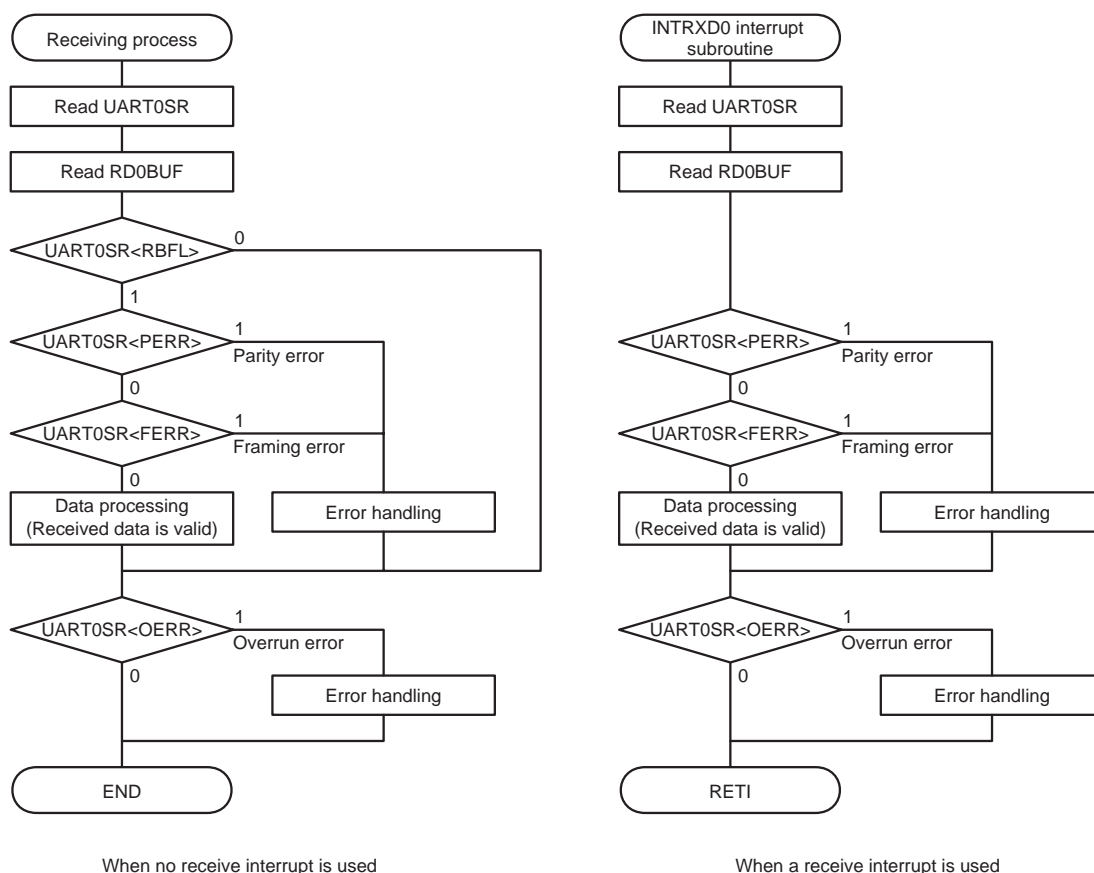 Receiving process
Read UART0SR
Read RD0BUF
UART0SR<RBFL>
0
1
UART0SR<PERR>
1
Parity error
0
UART0SR<FERR>
1
Framing error
0
Data processing
(Received data is valid)
Error handling
UART0SR<OERR>
1
Overrun error
0
Error handling
END
When no receive interrupt is used
INTRXD0 interrupt
subroutine
Read UART0SR
Read RD0BUF
UART0SR<PERR>
1
Parity error
0
UART0SR<FERR>
1
Framing error
0
Data processing
(Received data is valid)
Error handling
UART0SR<OERR>
1
Overrun error
0
Error handling
RETI
When a receive interrupt is used